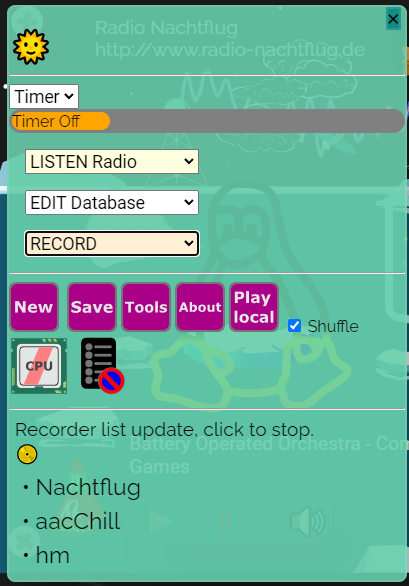 Radio Nachtflug
http://www.radio-nachtflug.de
×
Timer
Timer Off
LISTEN Radio
EDIT Database
RECORD
New Save Tools About Play local
Shuffle
CPU
Recorder list update, click to stop.
Battery Operated Orchestra - Com
Games
• Nachtflug
• aacChill
• hm